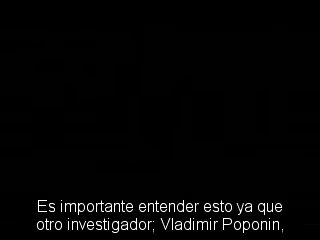 Es importante entender esto ya que
otro investigador; Vladimir Poponin,